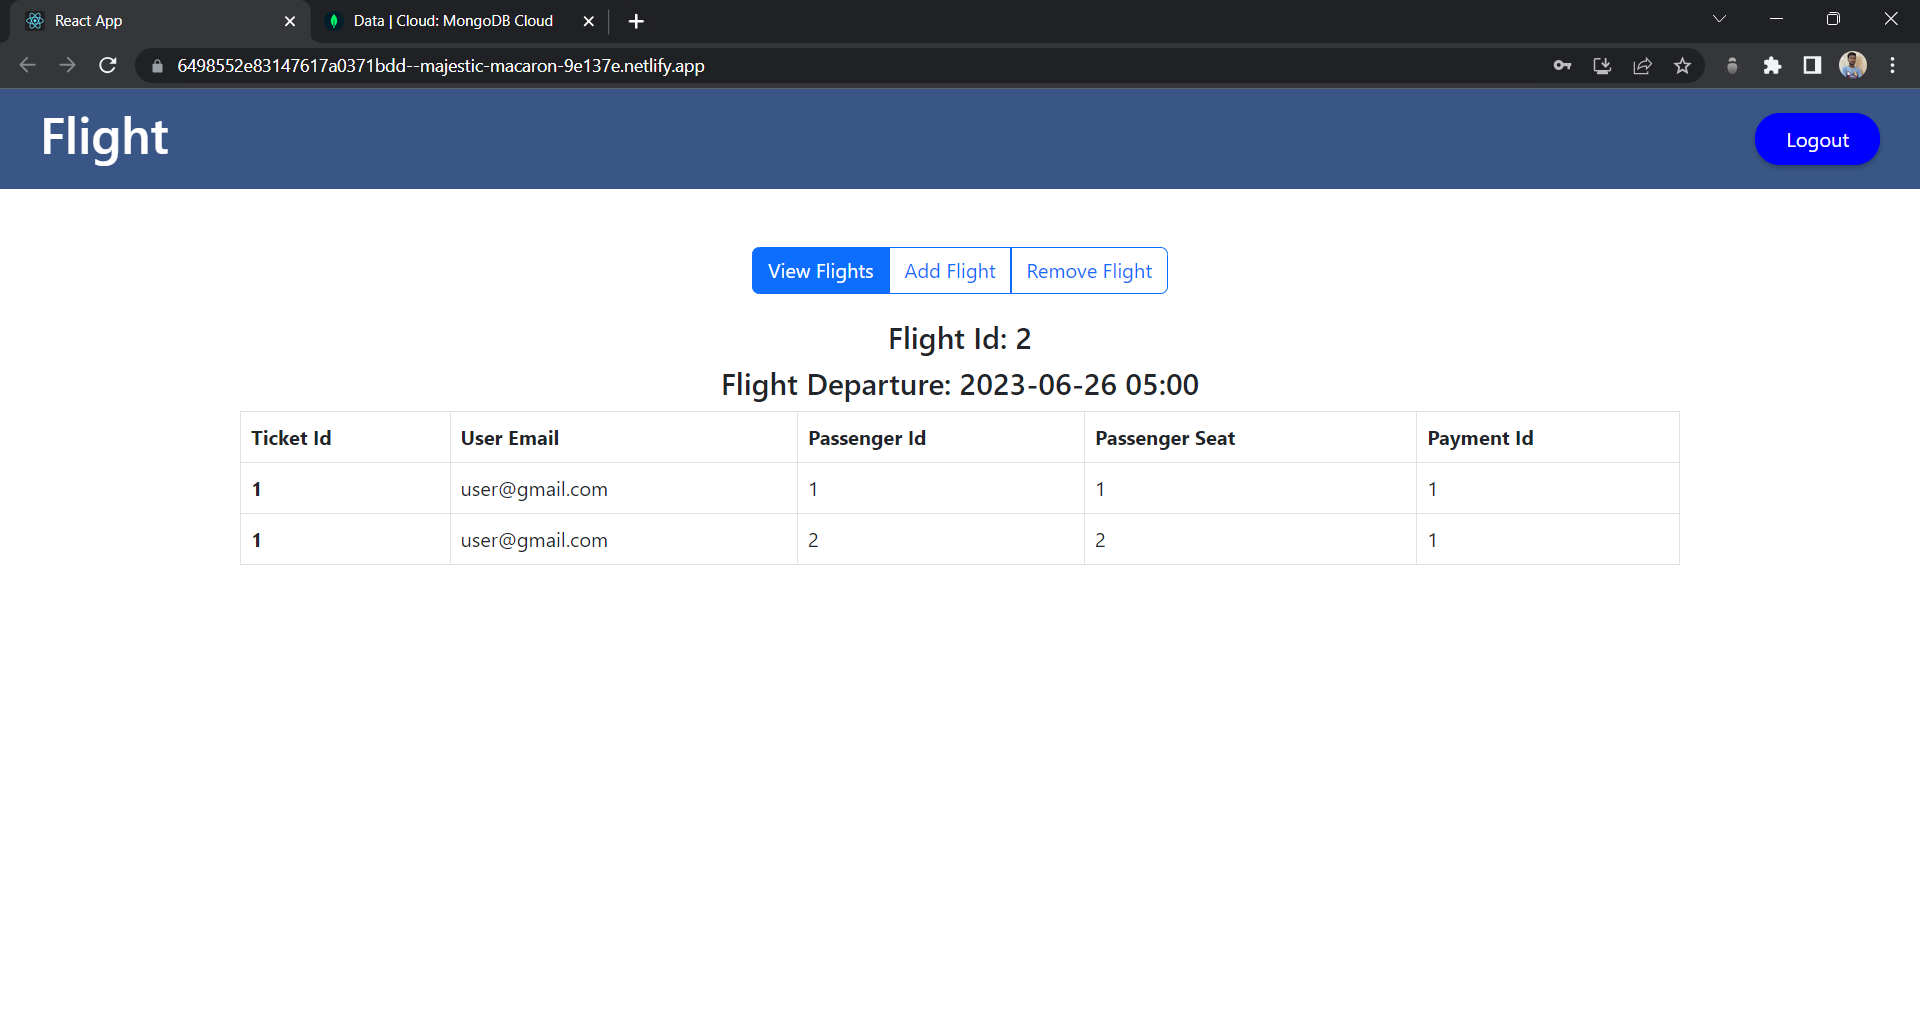 React App
Data | Cloud: MongoDB Cloud
6498552e83147617a0371bdd--majestic-macaron-9e137e.netlify.app
Flight
Logout
View Flights Add Flight Remove Flight
Flight Id: 2
Flight Departure: 2023-06-26 05:00
Ticket Id User Email Passenger Id Passenger Seat Payment Id
1 user@gmail.com 1 1 1
1 user@gmail.com 2 2 1